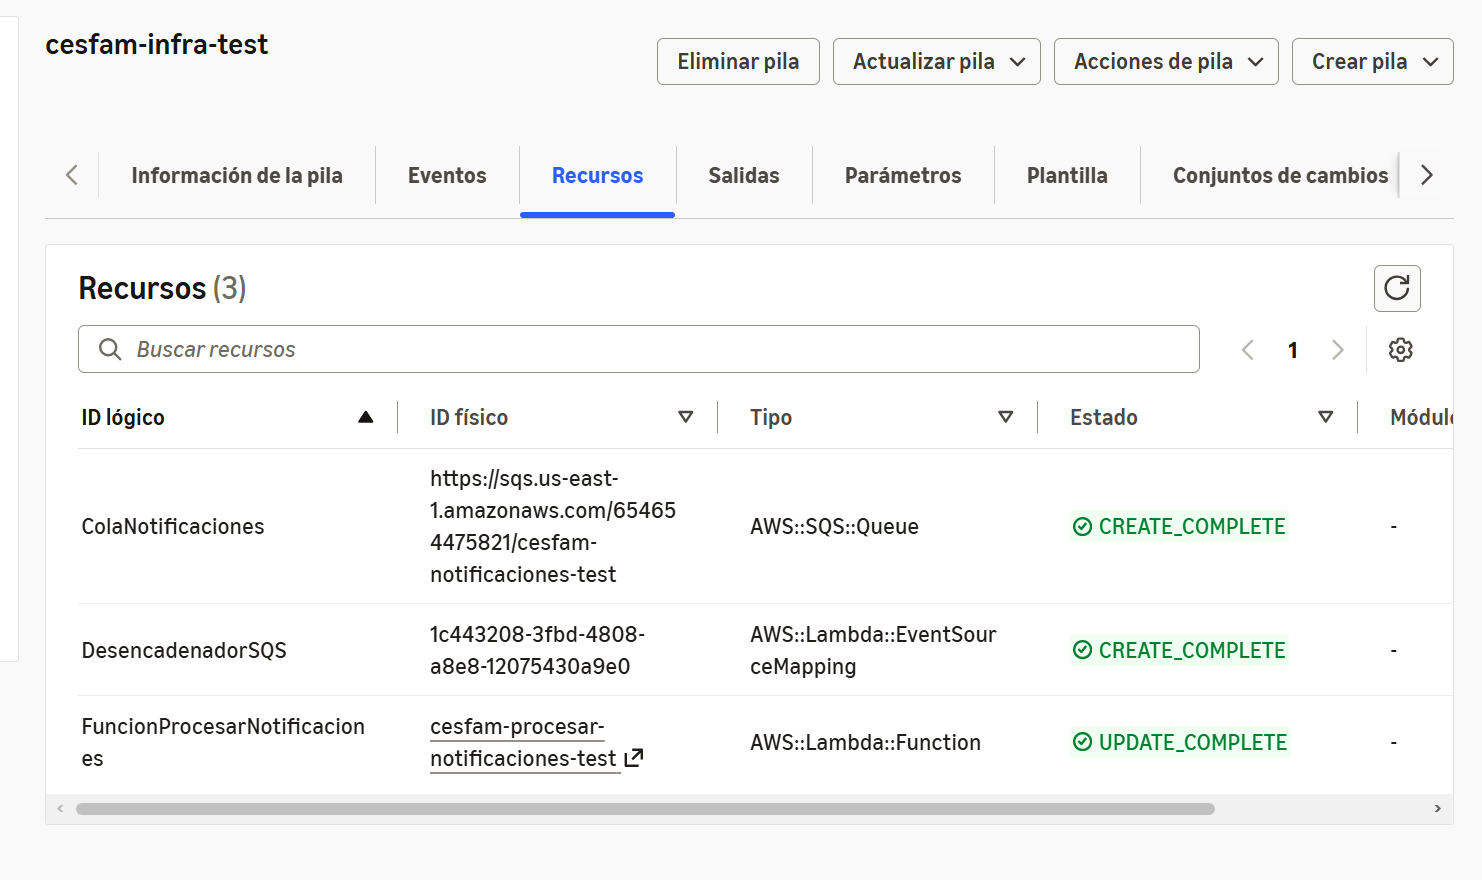 cesfam-infra-test
Eliminar pila
Actualizar pila
Acciones de pila
Crear pila
Información de la pila
Eventos
Recursos
Salidas
Parámetros
Plantilla
Conjuntos de cambios
Recursos (3)
Buscar recursos
1
ID lógico
ID físico
Tipo
Estado
Módulo
ColaNotificaciones
https://sqs.us-east-
1.amazonaws.com/65465
4475821/cesfam-
notificaciones-test
AWS::SQS::Queue
CREATE_COMPLETE
-
DesencadenadorSQS
1c443208-3fbd-4808-
a8e8-12075430a9e0
AWS::Lambda::EventSour
ceMapping
CREATE_COMPLETE
-
FuncionProcesarNotificacion
es
cesfam-procesar-
notificaciones-test
AWS::Lambda::Function
UPDATE_COMPLETE
-